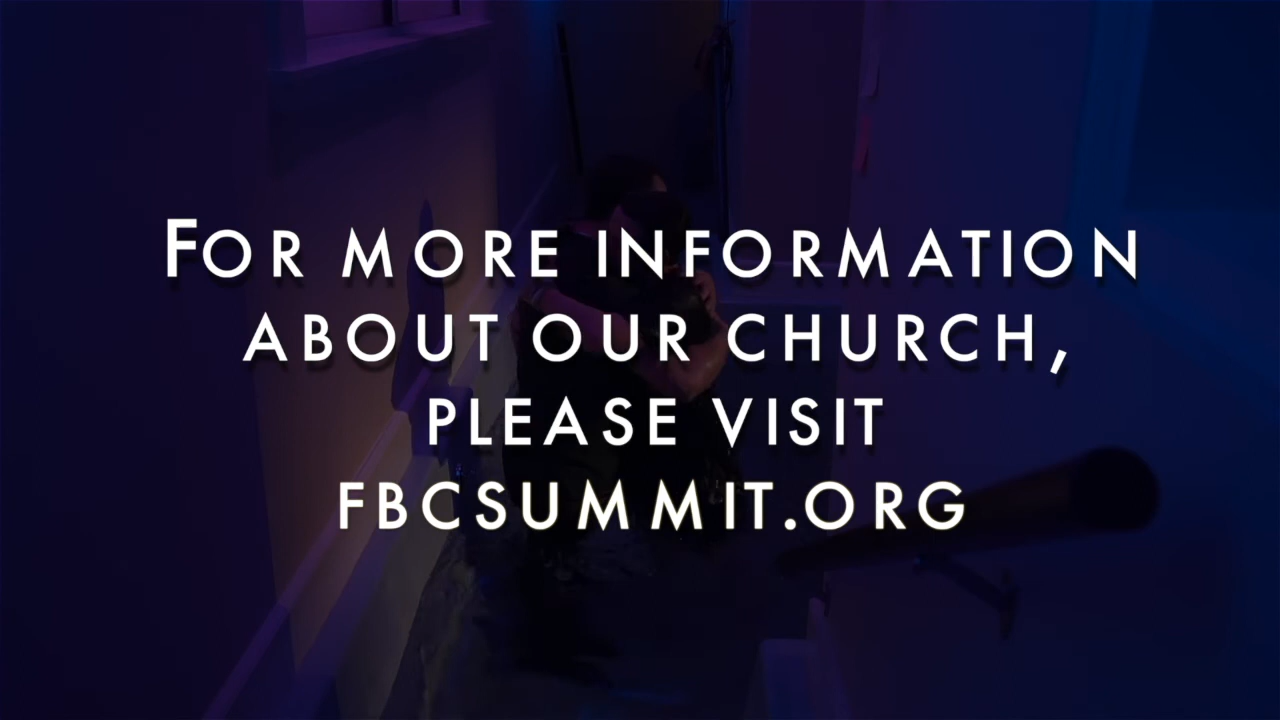 FOR MORE INFORMATION
ABOUT OUR CHURCH,
PLEASE VISIT
FBCSUMMIT.ORG